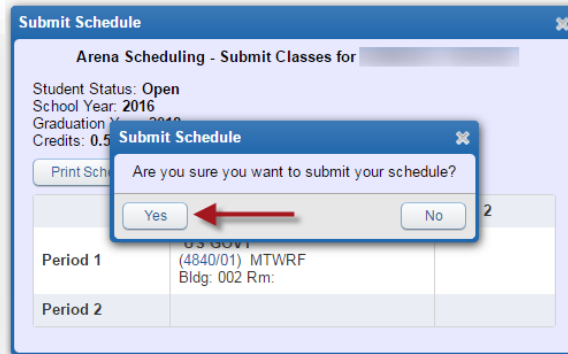 Submit Schedule
Arena Scheduling - Submit Classes for
Student Status: Open
School Year: 2016
Graduation
Credits: 0.5
Submit Schedule
Are you sure you want to submit your schedule?
Yes
No
Print Sch
2
US GOVT
Period 1
(4840/01) MTWRF
Bldg: 002 Rm:
Period 2